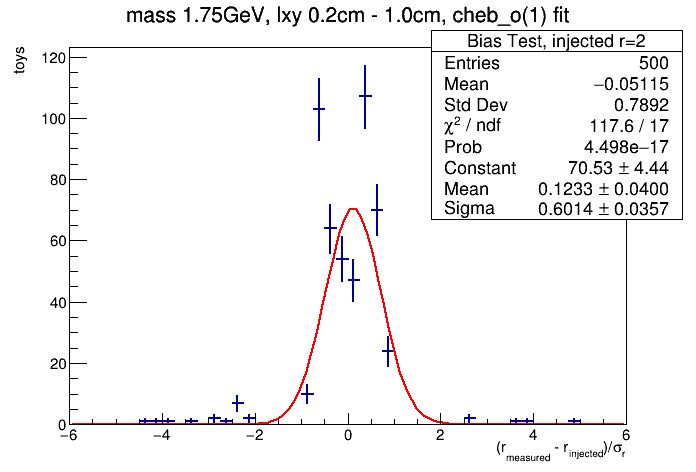 mass 1.75GeV, lxy 0.2cm - 1.0cm, cheb_o(1) fit
Bias Test, injected r=2
Entries 500
Mean −0.05115
Std Dev 0.7892
χ² / ndf 117.6 / 17
Prob 4.498e−17
Constant 70.53 ± 4.44
Mean 0.1233 ± 0.0400
Sigma 0.6014 ± 0.0357
toys
120
100
80
60
40
20
0
−6 −4 −2 0 2 4 6
(r_measured - r_injected)/σ_r